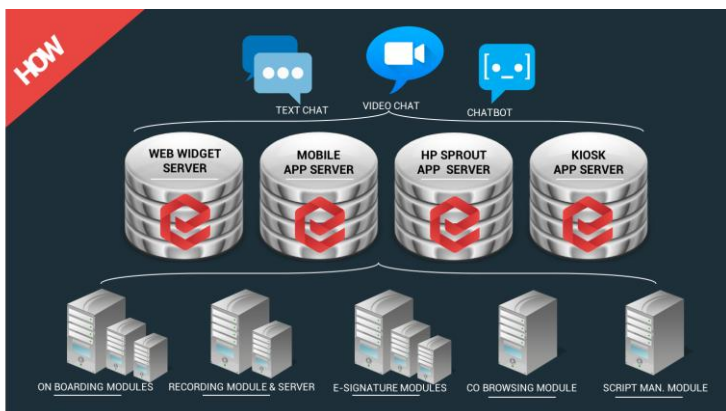 HOW
TEXT CHAT
VIDEO CHAT
CHATBOT
WEB WIDGET
SERVER
MOBILE
APP SERVER
HP SPROUT
APP SERVER
KIOSK
APP SERVER
ON BOARDING MODULES
RECORDING MODULE & SERVER
E-SIGNATURE MODULES
CO BROWSING MODULE
SCRIPT MAN. MODULE